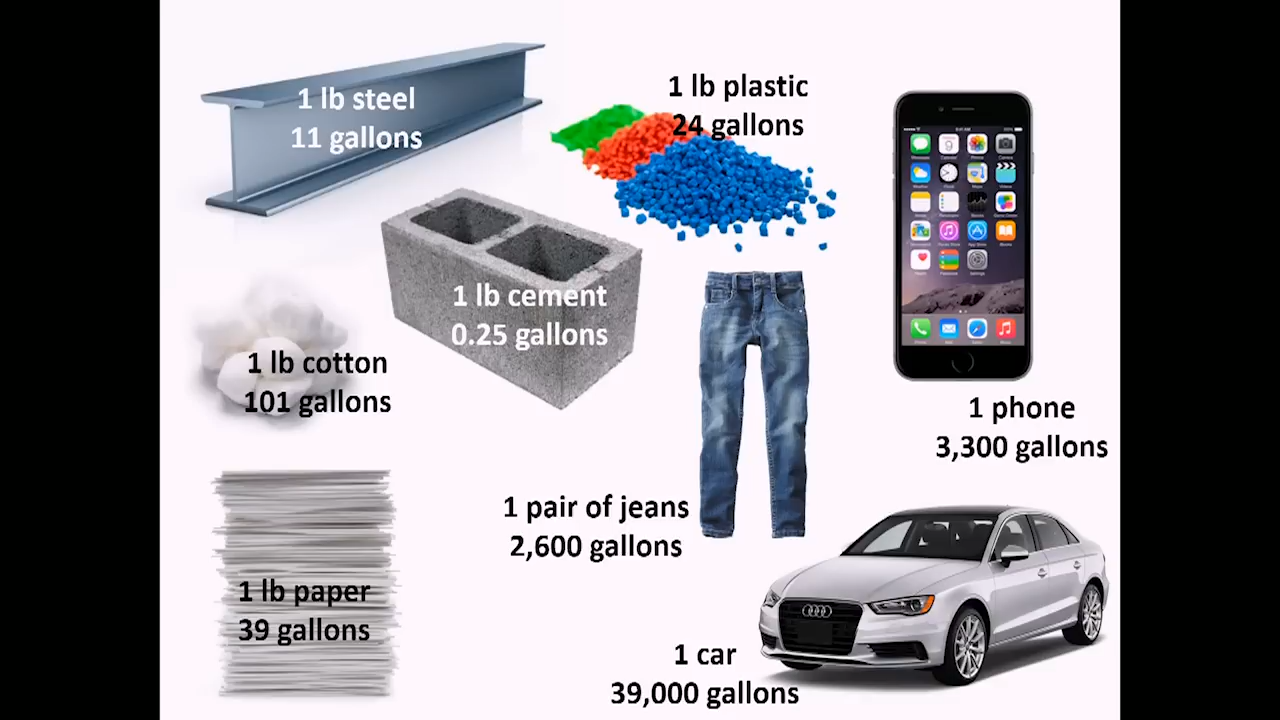 1 lb steel
11 gallons
1 lb plastic
24 gallons
1 lb cement
0.25 gallons
1 lb cotton
101 gallons
1 phone
3,300 gallons
1 pair of jeans
2,600 gallons
1 lb paper
39 gallons
1 car
39,000 gallons